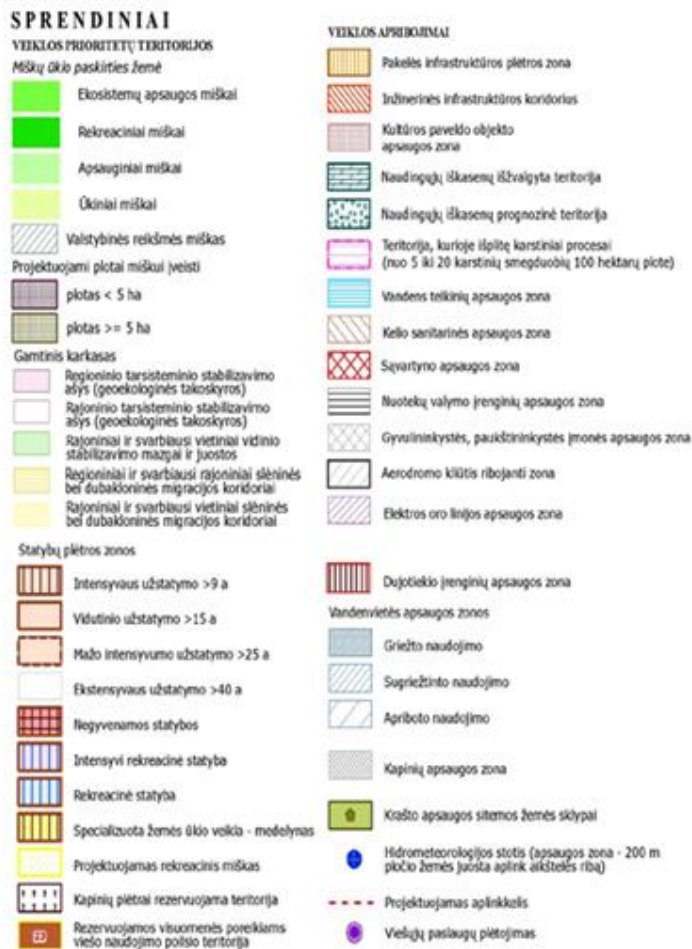 SPRENDINIAI
VEIKLOS PRIORITETŲ TERITORIJOS
Miškų ūkio paskirties žemė
Ekosistemų apsaugos miškai
Rekreaciniai miškai
Apsauginiai miškai
Ūkiniai miškai
Valstybinės reikšmės miškas
Projektuojami plotai miškui įveisti
plotas < 5 ha
plotas >= 5 ha
Gamtinis karkasas
Regioninio tarsisteminio stabilizavimo
ašys (geoekologinės takoskyros)
Rajoninio tarsisteminio stabilizavimo
ašys (geoekologinės takoskyros)
Rajoniniai ir svarbiausi vietiniai vidinio
stabilizavimo mazgai ir juostos
Regioniniai ir svarbiausi rajoniniai slėninės
bei dubakloninės migracijos koridoriai
Rajoniniai ir svarbiausi vietiniai slėninės
bei dubakloninės migracijos koridoriai
Statybų plėtros zonos
Intensyvaus užstatymo >9 a
Vidutinio užstatymo >15 a
Mažo intensyvumo užstatymo >25 a
Ekstensyvaus užstatymo >40 a
Negyvenamos statybos
Intensyvi rekreacinė statyba
Rekreacinė statyba
Specializuota žemės ūkio veikla - medelynas
Projektuojamas rekreacinis miškas
Kapinių plėtrai rezervuojama teritorija
Rezervuojamos visuomenės poreikiams
viešo naudojimo poilsio teritorija
VEIKLOS APRIBOJIMAI
Pakelės infrastruktūros plėtros zona
Inžinerinės infrastruktūros koridorius
Kultūros paveldo objekto
apsaugos zona
Naudingųjų iškasenų išžvalgyta teritorija
Naudingųjų iškasenų prognozinė teritorija
Teritorija, kurioje išplitę karstiniai procesai
(nuo 5 iki 20 karstinių smegduobių 100 hektarų plote)
Vandens telkinių apsaugos zona
Kelio sanitarinės apsaugos zona
Sąvartyno apsaugos zona
Nuotekų valymo įrenginių apsaugos zona
Gyvulininkystės, paukštininkystės įmonės apsaugos zona
Aerodromo kliūtis ribojanti zona
Elektros oro linijos apsaugos zona
Dujotiekio įrenginių apsaugos zona
Vandenvietės apsaugos zonos
Griežto naudojimo
Sugriežtinto naudojimo
Apriboto naudojimo
Kapinių apsaugos zona
Krašto apsaugos sitemos žemės sklypai
Hidrometeorologijos stotis (apsaugos zona - 200 m
pločio žemės juosta aplink aikštelės ribą)
Projektuojamas aplinkkelis
Viešųjų paslaugų plėtojimas